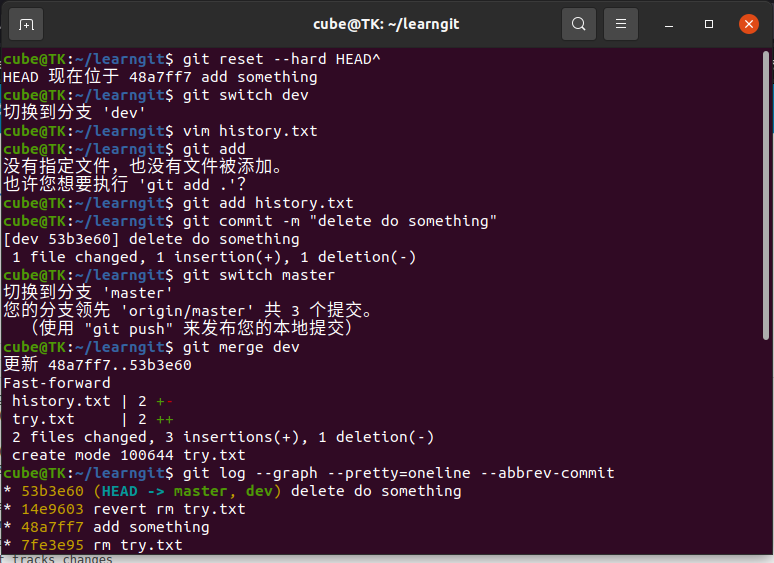 cube@TK: ~/learngit
cube@TK:~/learngit$ git reset --hard HEAD^
HEAD 现在位于 48a7ff7 add something
cube@TK:~/learngit$ git switch dev
切换到分支 'dev'
cube@TK:~/learngit$ vim history.txt
cube@TK:~/learngit$ git add
没有指定文件，也没有文件被添加。
也许您想要执行 'git add .'？
cube@TK:~/learngit$ git add history.txt
cube@TK:~/learngit$ git commit -m "delete do something"
[dev 53b3e60] delete do something
 1 file changed, 1 insertion(+), 1 deletion(-)
cube@TK:~/learngit$ git switch master
切换到分支 'master'
您的分支领先 'origin/master' 共 3 个提交。
  （使用 "git push" 来发布您的本地提交）
cube@TK:~/learngit$ git merge dev
更新 48a7ff7..53b3e60
Fast-forward
 history.txt | 2 +-
 try.txt     | 2 ++
 2 files changed, 3 insertions(+), 1 deletion(-)
 create mode 100644 try.txt
cube@TK:~/learngit$ git log --graph --pretty=oneline --abbrev-commit
* 53b3e60 (HEAD -> master, dev) delete do something
* 14e9603 revert rm try.txt
* 48a7ff7 add something
* 7fe3e95 rm try.txt
tracks changes